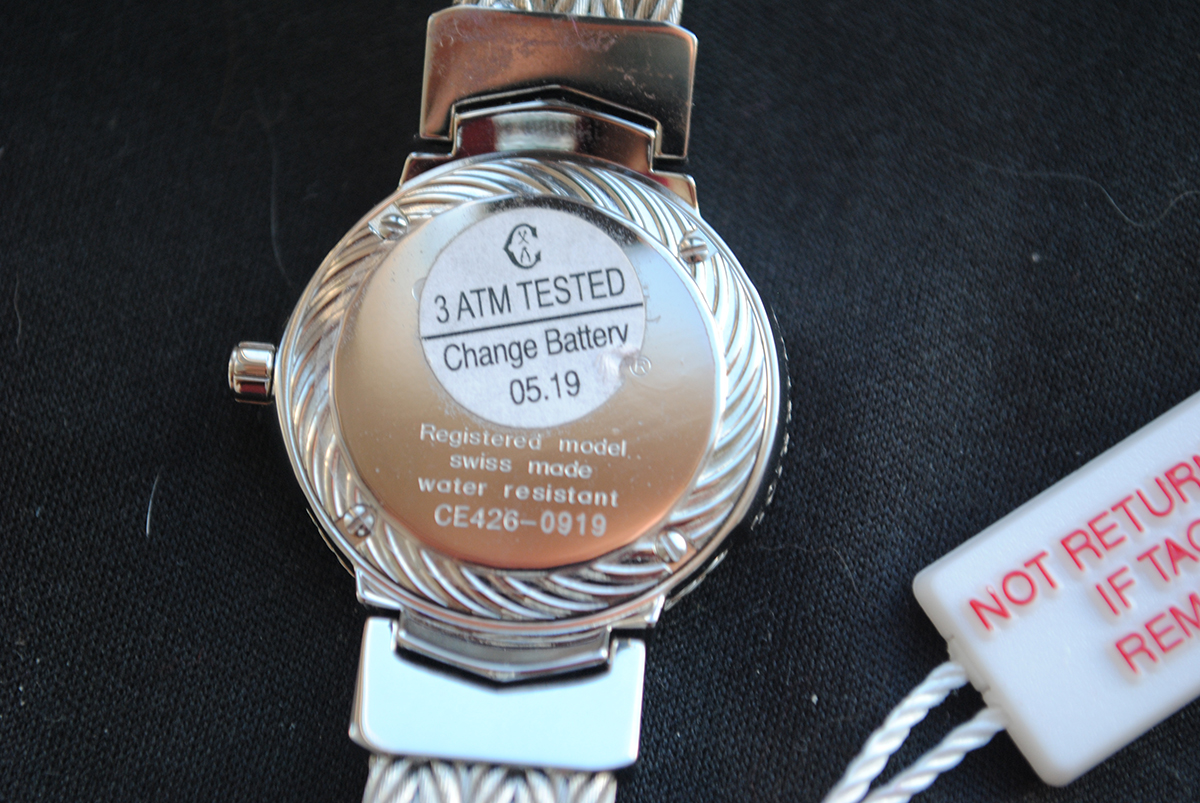 C
3 ATM TESTED
Change Battery
05.19
®
Registered model
swiss made
water resistant
CE426-0919
NOT RETURN
IF TAG
REM